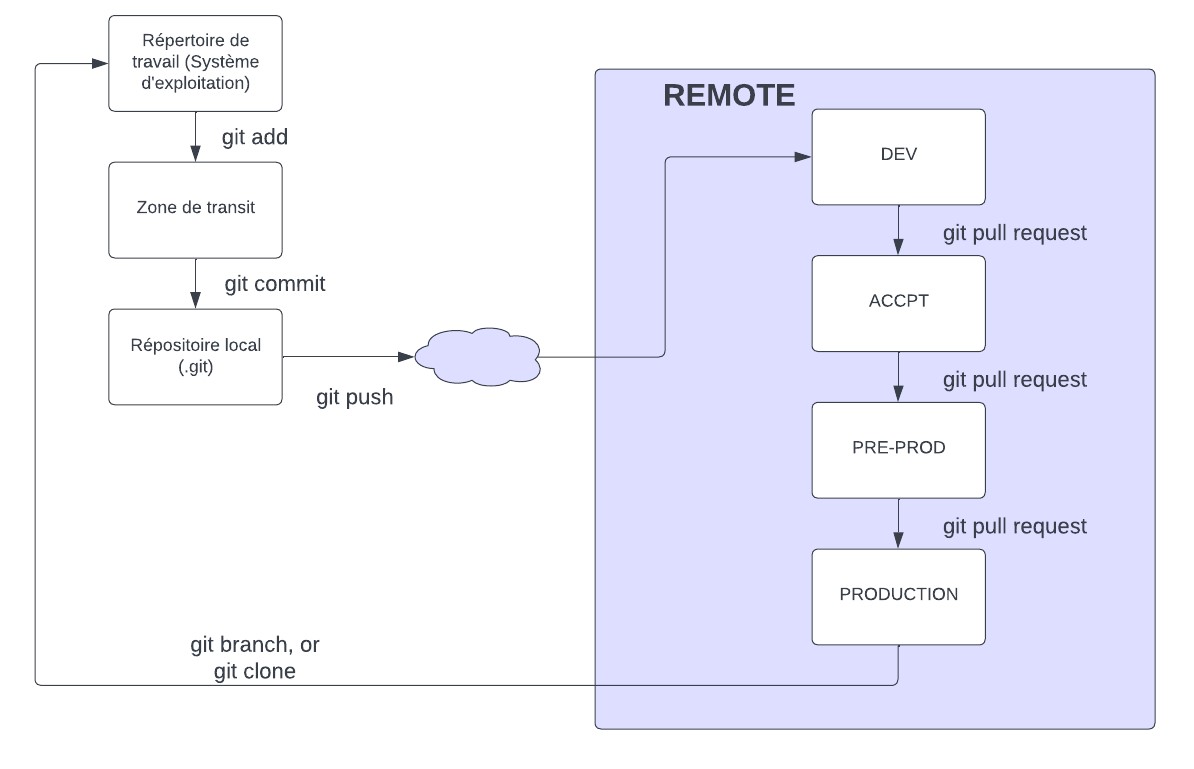 Répertoire de
travail (Système
d'exploitation)
git add
Zone de transit
git commit
Répositoire local
(.git)
git push
REMOTE
DEV
git pull request
ACCPT
git pull request
PRE-PROD
git pull request
PRODUCTION
git branch, or
git clone